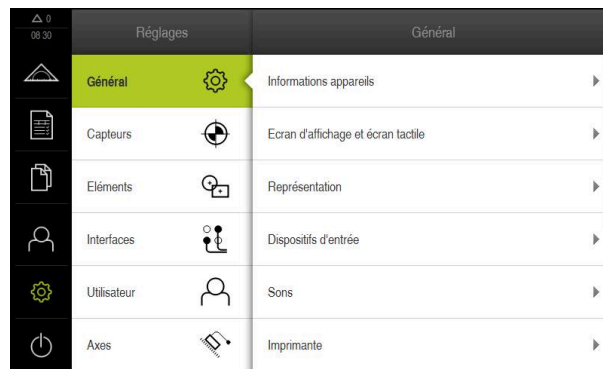 0
08 30
Réglages
Général
Général
Informations appareils
Capteurs
Ecran d'affichage et écran tactile
Eléments
Représentation
Interfaces
Dispositifs d'entrée
Utilisateur
Sons
Axes
Imprimante